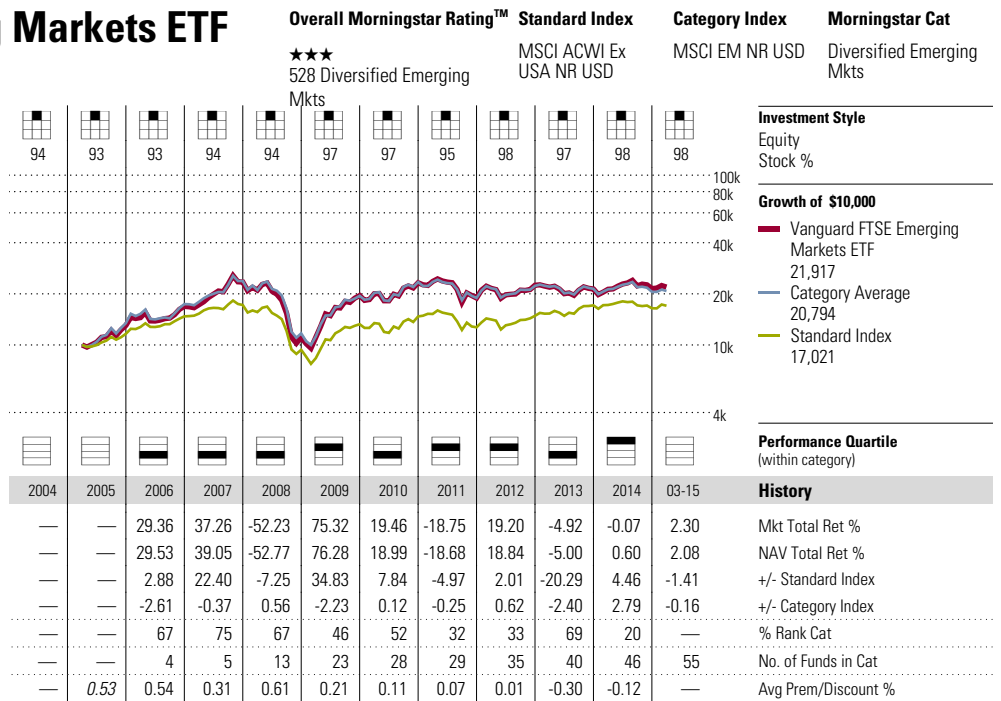 Markets ETF
Overall Morningstar Rating™ Standard Index Category Index Morningstar Cat
★★★
528 Diversified Emerging
Mkts
MSCI ACWI Ex
USA NR USD
MSCI EM NR USD
Diversified Emerging
Mkts
94 93 93 94 94 97 97 95 98 97 98 98
Investment Style
Equity
Stock %
100k
80k
60k
40k
20k
10k
4k
Growth of $10,000
Vanguard FTSE Emerging
Markets ETF
21,917
Category Average
20,794
Standard Index
17,021
Performance Quartile
(within category)
2004 2005 2006 2007 2008 2009 2010 2011 2012 2013 2014 03-15 History
— — 29.36 37.26 -52.23 75.32 19.46 -18.75 19.20 -4.92 -0.07 2.30 Mkt Total Ret %
— — 29.53 39.05 -52.77 76.28 18.99 -18.68 18.84 -5.00 0.60 2.08 NAV Total Ret %
— — 2.88 22.40 -7.25 34.83 7.84 -4.97 2.01 -20.29 4.46 -1.41 +/- Standard Index
— — -2.61 -0.37 0.56 -2.23 0.12 -0.25 0.62 -2.40 2.79 -0.16 +/- Category Index
— — 67 75 67 46 52 32 33 69 20 — % Rank Cat
— — 4 5 13 23 28 29 35 40 46 55 No. of Funds in Cat
— 0.53 0.54 0.31 0.61 0.21 0.11 0.07 0.01 -0.30 -0.12 — Avg Prem/Discount %